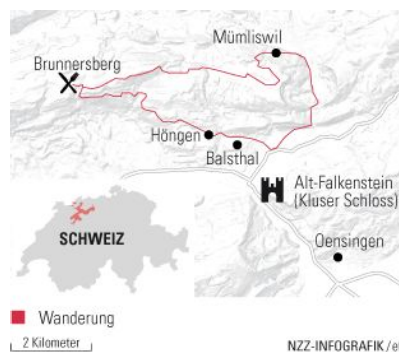 Mümliswil
Brunnersberg
Höngen
Balsthal
Alt-Falkenstein
(Kluser Schloss)
SCHWEIZ
Oensingen
Wanderung
2 Kilometer
NZZ-INFOGRAFIK/